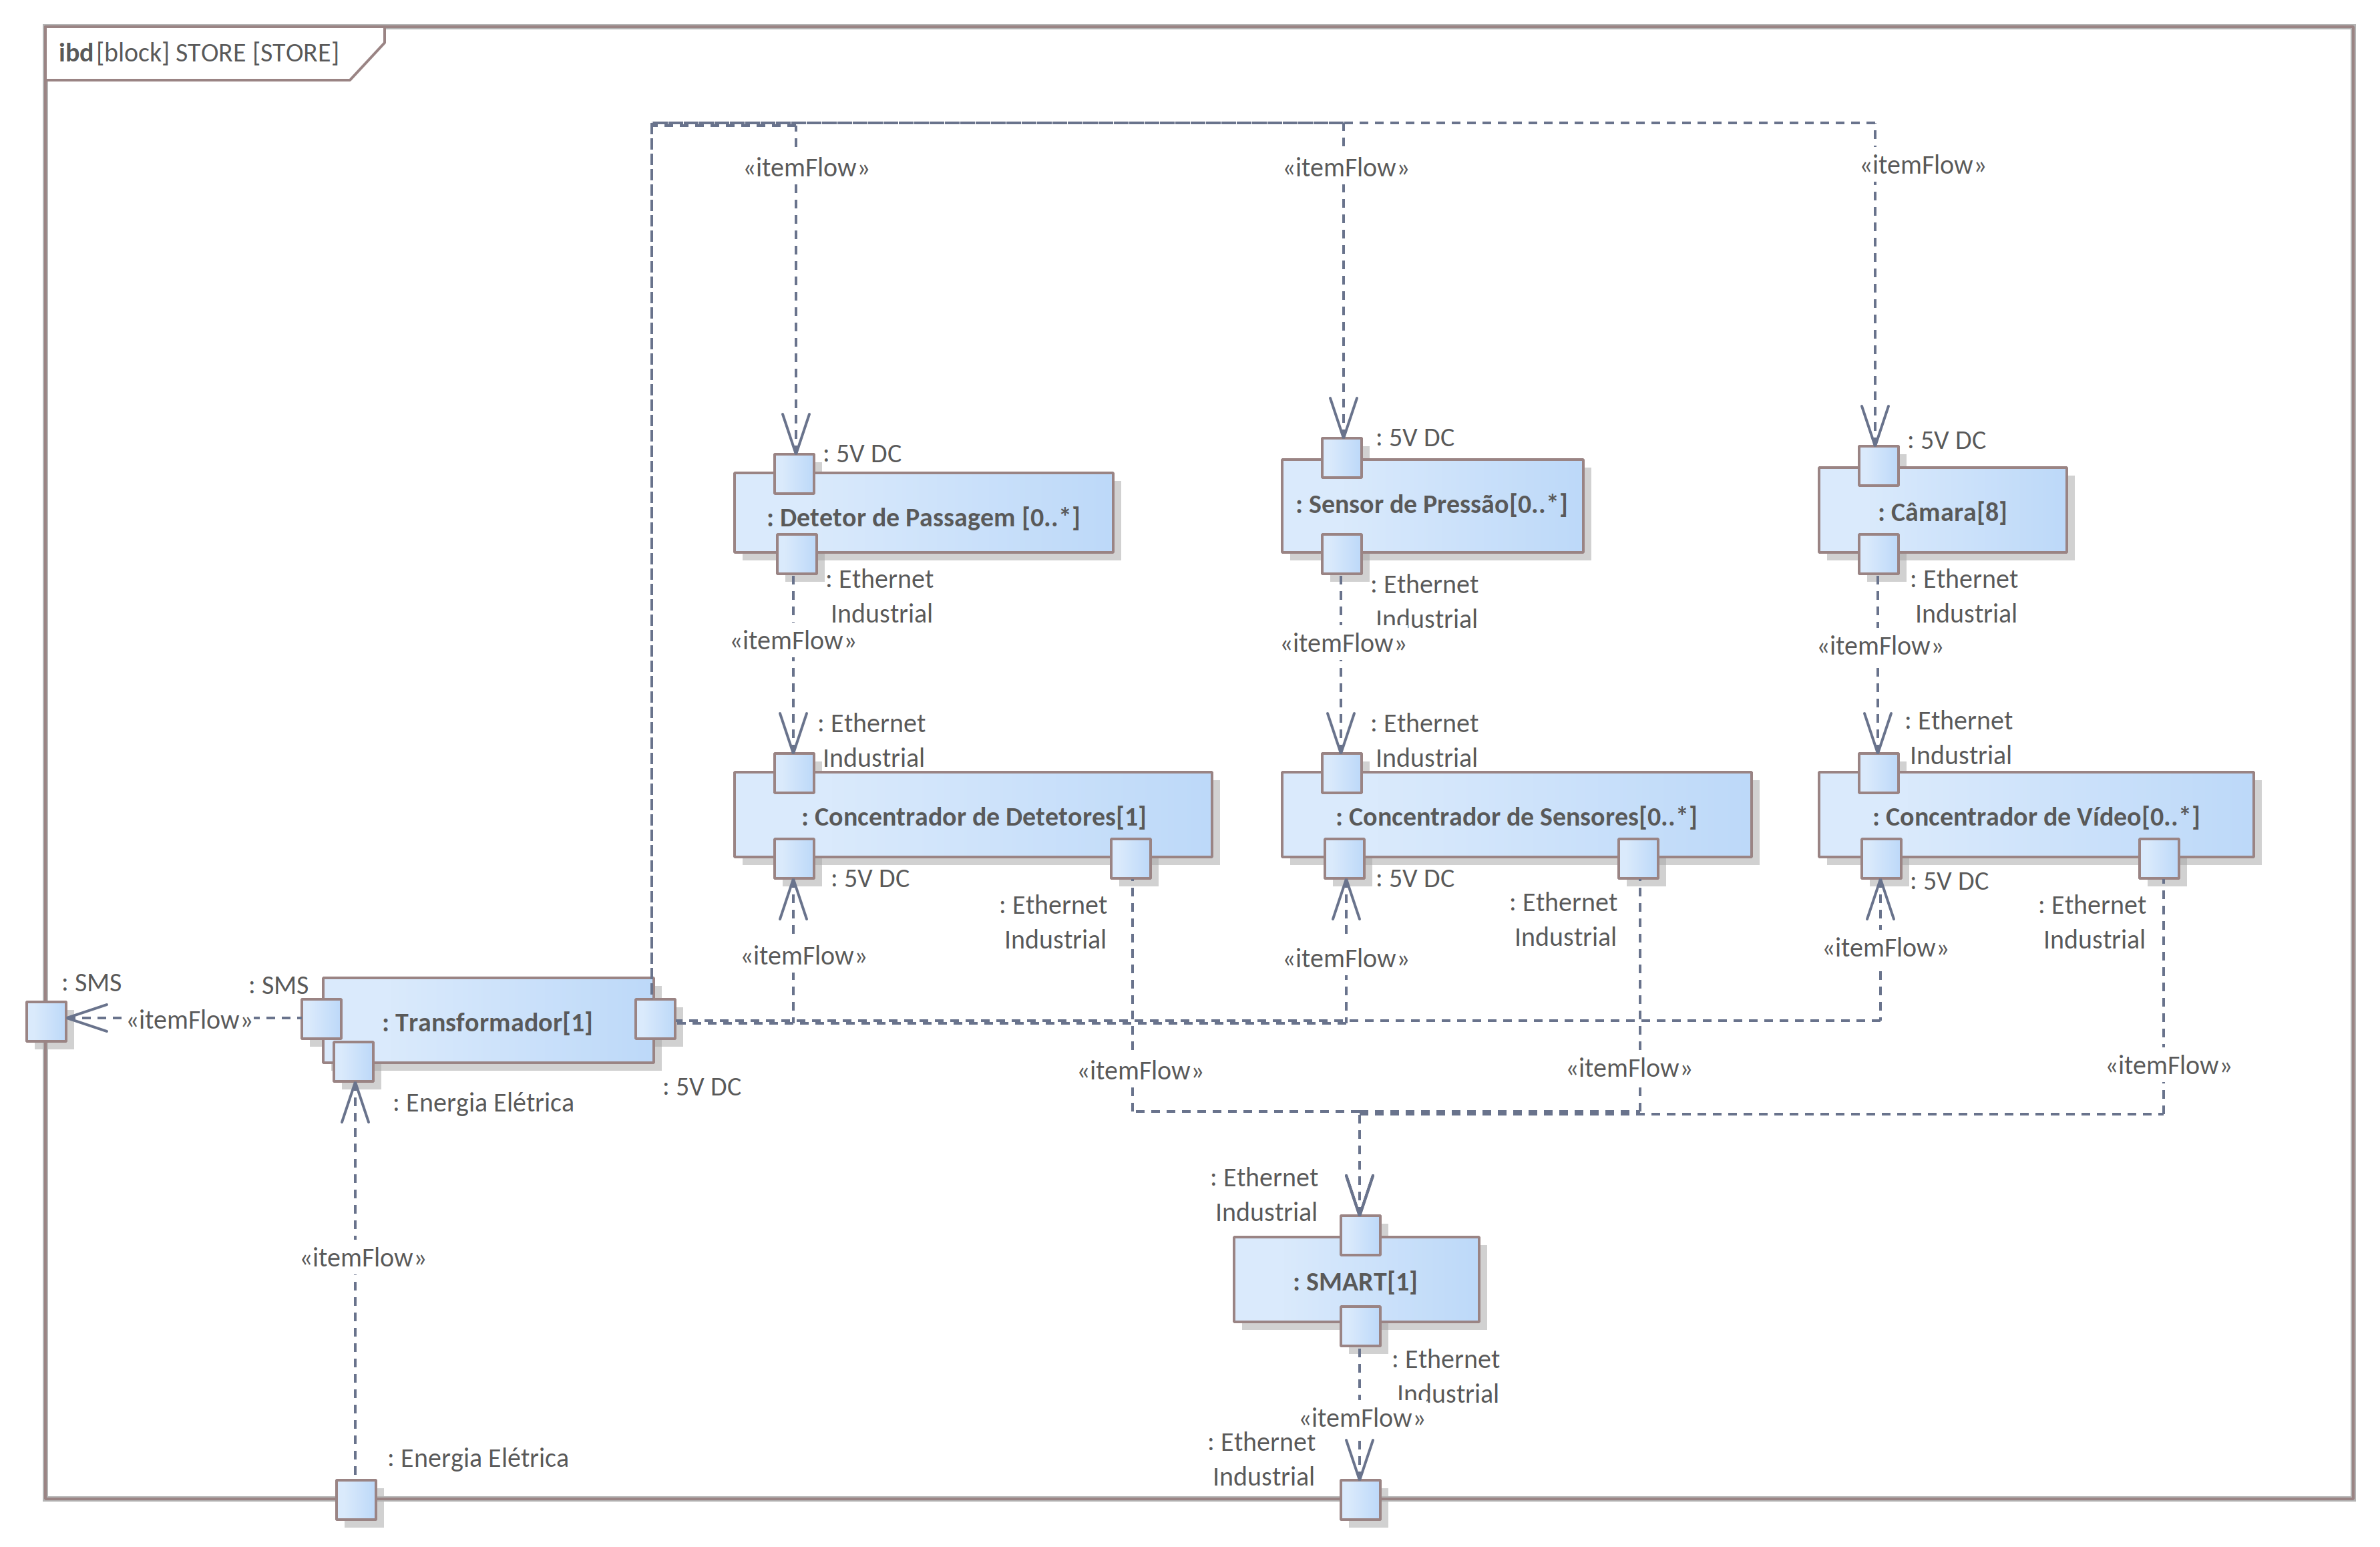 ibd [block] STORE [STORE]
«itemFlow»
«itemFlow»
«itemFlow»
: 5V DC
: 5V DC
: 5V DC
: Detetor de Passagem [0..*]
: Sensor de Pressão[0..*]
: Câmara[8]
: Ethernet
Industrial
: Ethernet
Industrial
: Ethernet
Industrial
«itemFlow»
«itemFlow»
«itemFlow»
: Ethernet
Industrial
: Ethernet
Industrial
: Ethernet
Industrial
: Concentrador de Detetores[1]
: Concentrador de Sensores[0..*]
: Concentrador de Vídeo[0..*]
: 5V DC
: 5V DC
: 5V DC
: Ethernet
Industrial
: Ethernet
Industrial
: Ethernet
Industrial
«itemFlow»
«itemFlow»
«itemFlow»
: SMS
: SMS
«itemFlow»
: Transformador[1]
: 5V DC
: Energia Elétrica
«itemFlow»
«itemFlow»
«itemFlow»
: Ethernet
Industrial
«itemFlow»
: SMART[1]
: Ethernet
Industrial
«itemFlow»
: Ethernet
Industrial
: Energia Elétrica